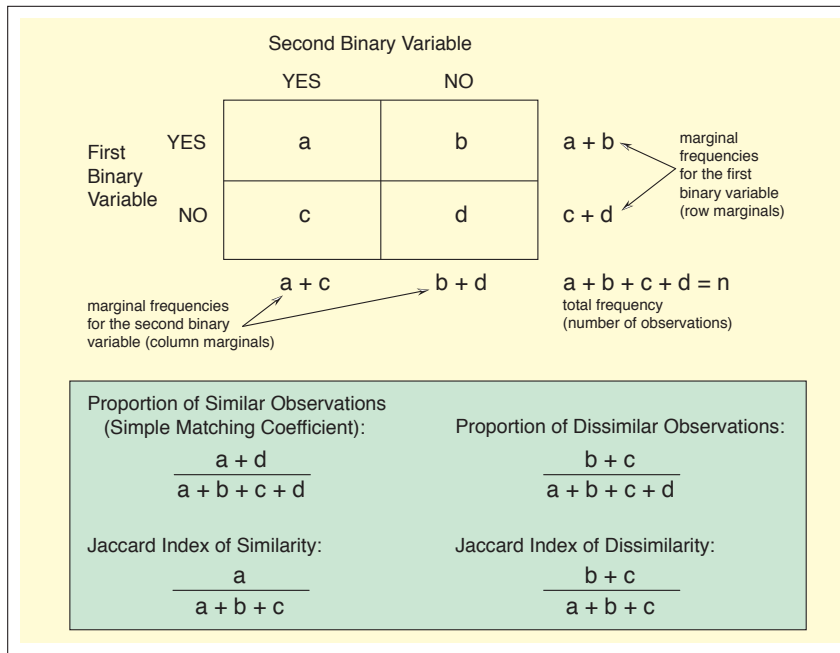 Second Binary Variable
YES NO
First
Binary
Variable
YES
a b
a + b
marginal
frequencies
for the first
binary variable
(row marginals)
NO
c d
c + d
a + c b + d
a + b + c + d = n
total frequency
(number of observations)
marginal frequencies
for the second binary
variable (column marginals)
Proportion of Similar Observations
(Simple Matching Coefficient):
a + d
a + b + c + d
Proportion of Dissimilar Observations:
b + c
a + b + c + d
Jaccard Index of Similarity:
a
a + b + c
Jaccard Index of Dissimilarity:
b + c
a + b + c